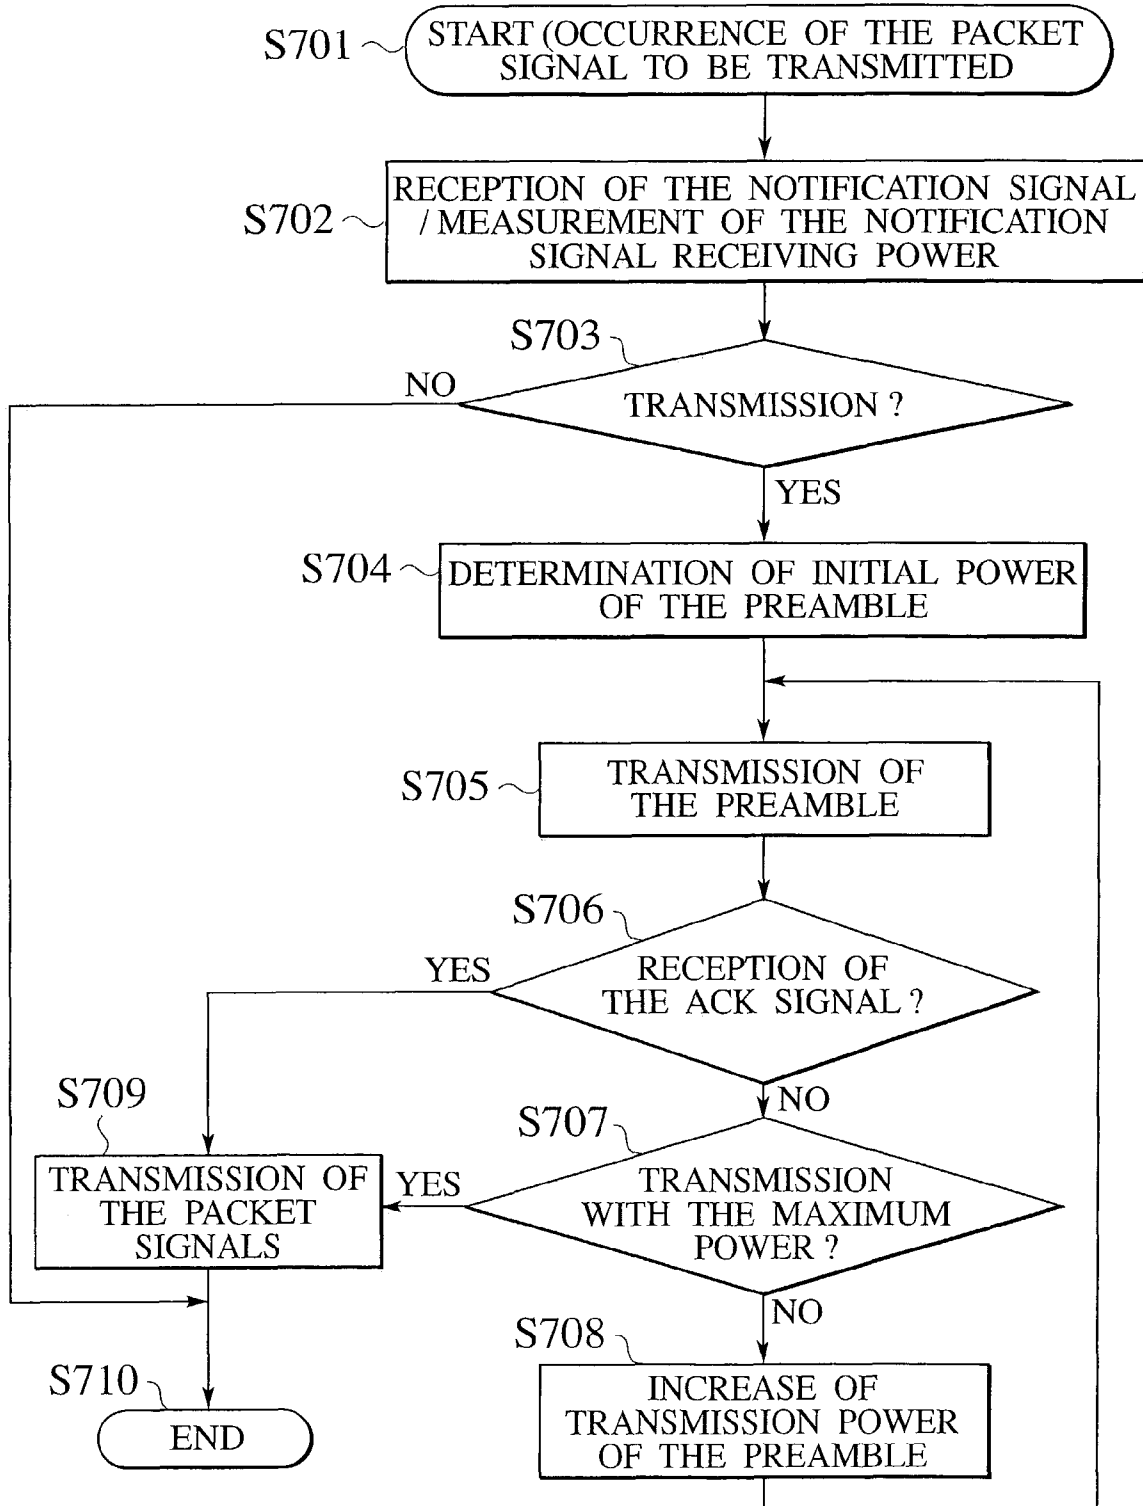 S701
START (OCCURRENCE OF THE PACKET
SIGNAL TO BE TRANSMITTED
S702
RECEPTION OF THE NOTIFICATION SIGNAL
/ MEASUREMENT OF THE NOTIFICATION
SIGNAL RECEIVING POWER
S703
NO
TRANSMISSION ?
YES
S704
DETERMINATION OF INITIAL POWER
OF THE PREAMBLE
S705
TRANSMISSION OF
THE PREAMBLE
S706
YES
RECEPTION OF
THE ACK SIGNAL ?
NO
S709
TRANSMISSION OF
THE PACKET
SIGNALS
S707
YES
TRANSMISSION
WITH THE MAXIMUM
POWER ?
NO
S708
INCREASE OF
TRANSMISSION POWER
OF THE PREAMBLE
S710
END